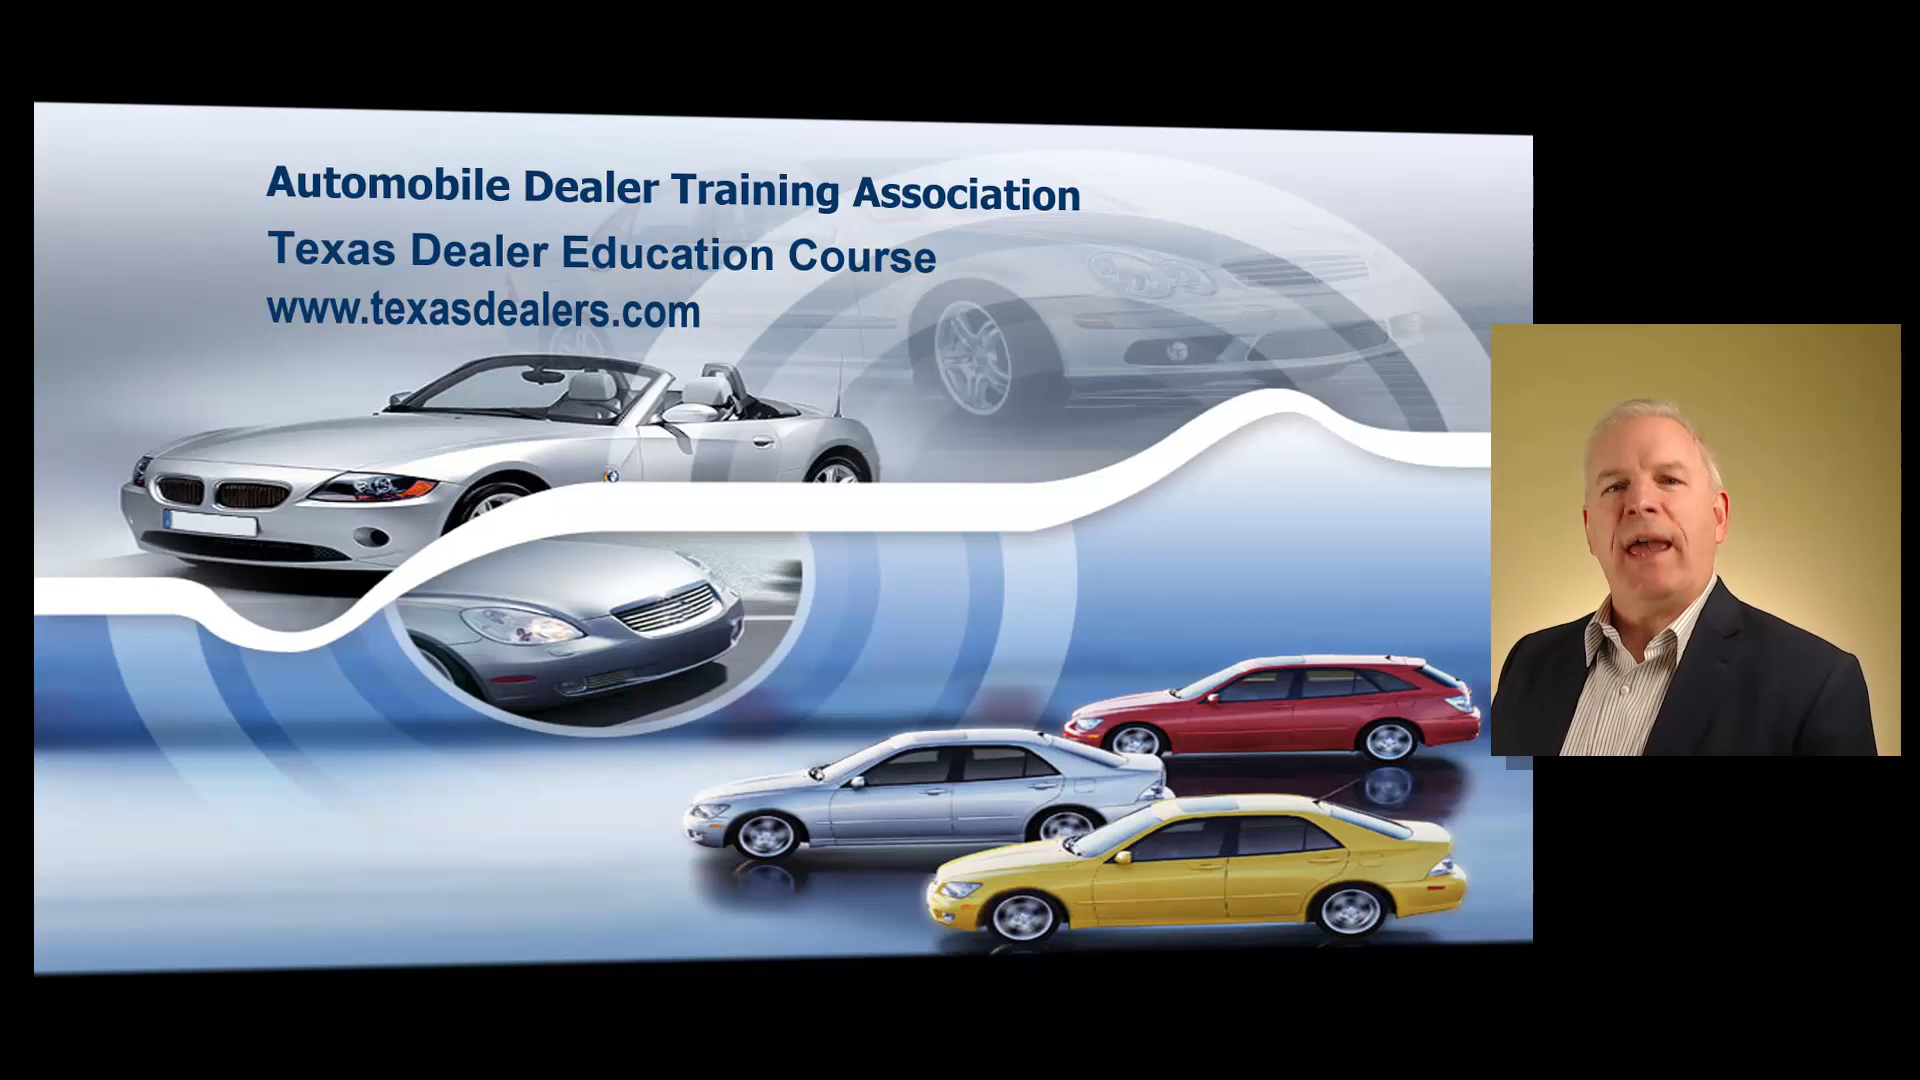 Automobile Dealer Training Association
Texas Dealer Education Course
www.texasdealers.com